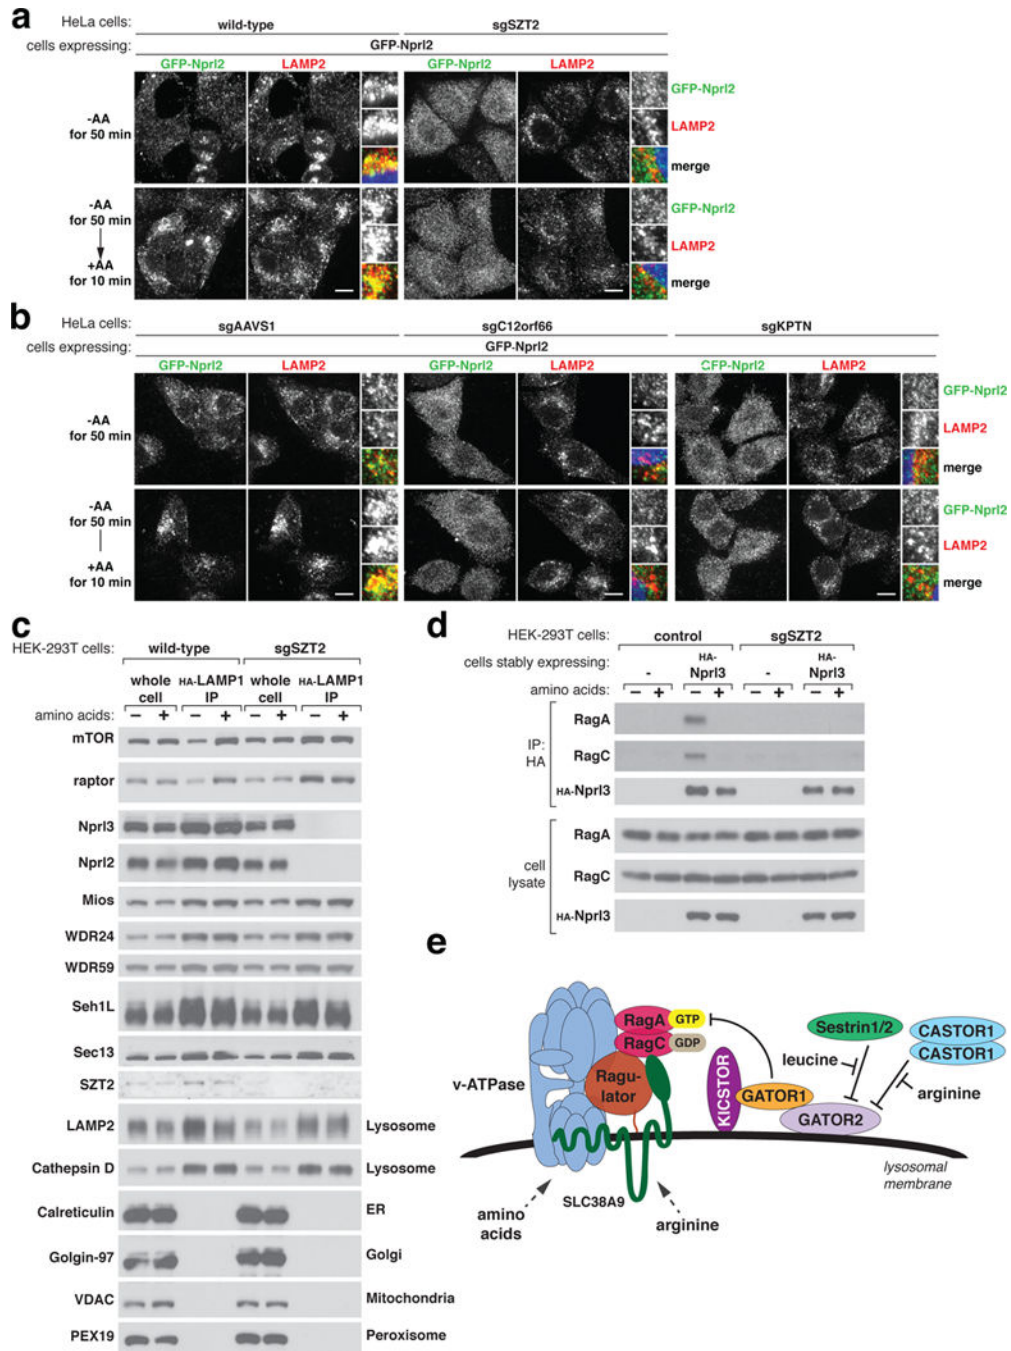 a
HeLa cells: wild-type sgSZT2
cells expressing: GFP-Nprl2
GFP-Nprl2 LAMP2 GFP-Nprl2 LAMP2
-AA for 50 min
GFP-Nprl2
LAMP2
merge
-AA for 50 min
+AA for 10 min
GFP-Nprl2
LAMP2
merge
b
HeLa cells: sgAAVS1 sgC12orf66 sgKPTN
cells expressing: GFP-Nprl2
GFP-Nprl2 LAMP2 GFP-Nprl2 LAMP2 GFP-Nprl2 LAMP2
-AA for 50 min
GFP-Nprl2
LAMP2
merge
-AA for 50 min
+AA for 10 min
GFP-Nprl2
LAMP2
merge
c
HEK-293T cells: wild-type sgSZT2
whole cell HA-LAMP1 IP whole cell HA-LAMP1 IP
amino acids: − + − + − + − +
mTOR
raptor
Nprl3
Nprl2
Mios
WDR24
WDR59
Seh1L
Sec13
SZT2
LAMP2 Lysosome
Cathepsin D Lysosome
Calreticulin ER
Golgin-97 Golgi
VDAC Mitochondria
PEX19 Peroxisome
d
HEK-293T cells: control sgSZT2
cells stably expressing: - HA-Nprl3 - HA-Nprl3
amino acids: − + − + − + − +
IP: HA
RagA
RagC
HA-Nprl3
cell lysate
RagA
RagC
HA-Nprl3
e
v-ATPase
RagA GTP
RagC GDP
Ragulator
KICSTOR
GATOR1
GATOR2
Sestrin1/2
leucine
CASTOR1
CASTOR1
arginine
lysosomal membrane
SLC38A9
amino acids
arginine